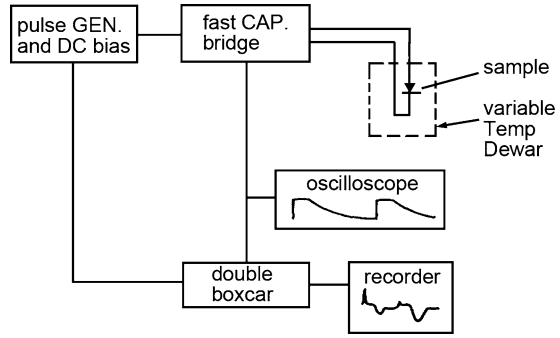 pulse GEN.
and DC bias
fast CAP.
bridge
sample
variable
Temp
Dewar
oscilloscope
double
boxcar
recorder